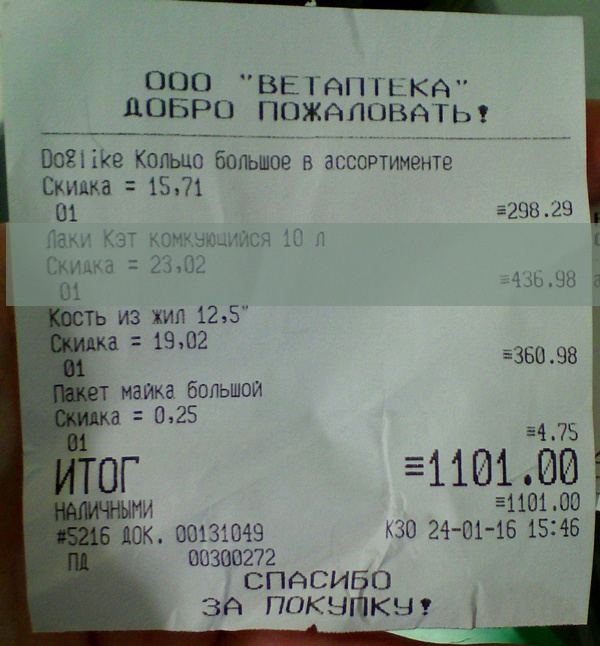 ООО "ВЕТАПТЕКА"
ДОБРО ПОЖАЛОВАТЬ!
Doglike Кольцо большое в ассортименте
Скидка = 15,71
01 ≡298.29
Лаки Кэт комкующийся 10 л
Скидка = 23,02
01 ≡436.98
Кость из жил 12,5"
Скидка = 19,02
01 ≡360.98
Пакет майка большой
Скидка = 0,25
01 ≡4.75
ИТОГ ≡1101.00
НАЛИЧНЫМИ ≡1101.00
#5216 ДОК. 00131049 К30 24-01-16 15:46
ПД 00300272
СПАСИБО
ЗА ПОКУПКУ!